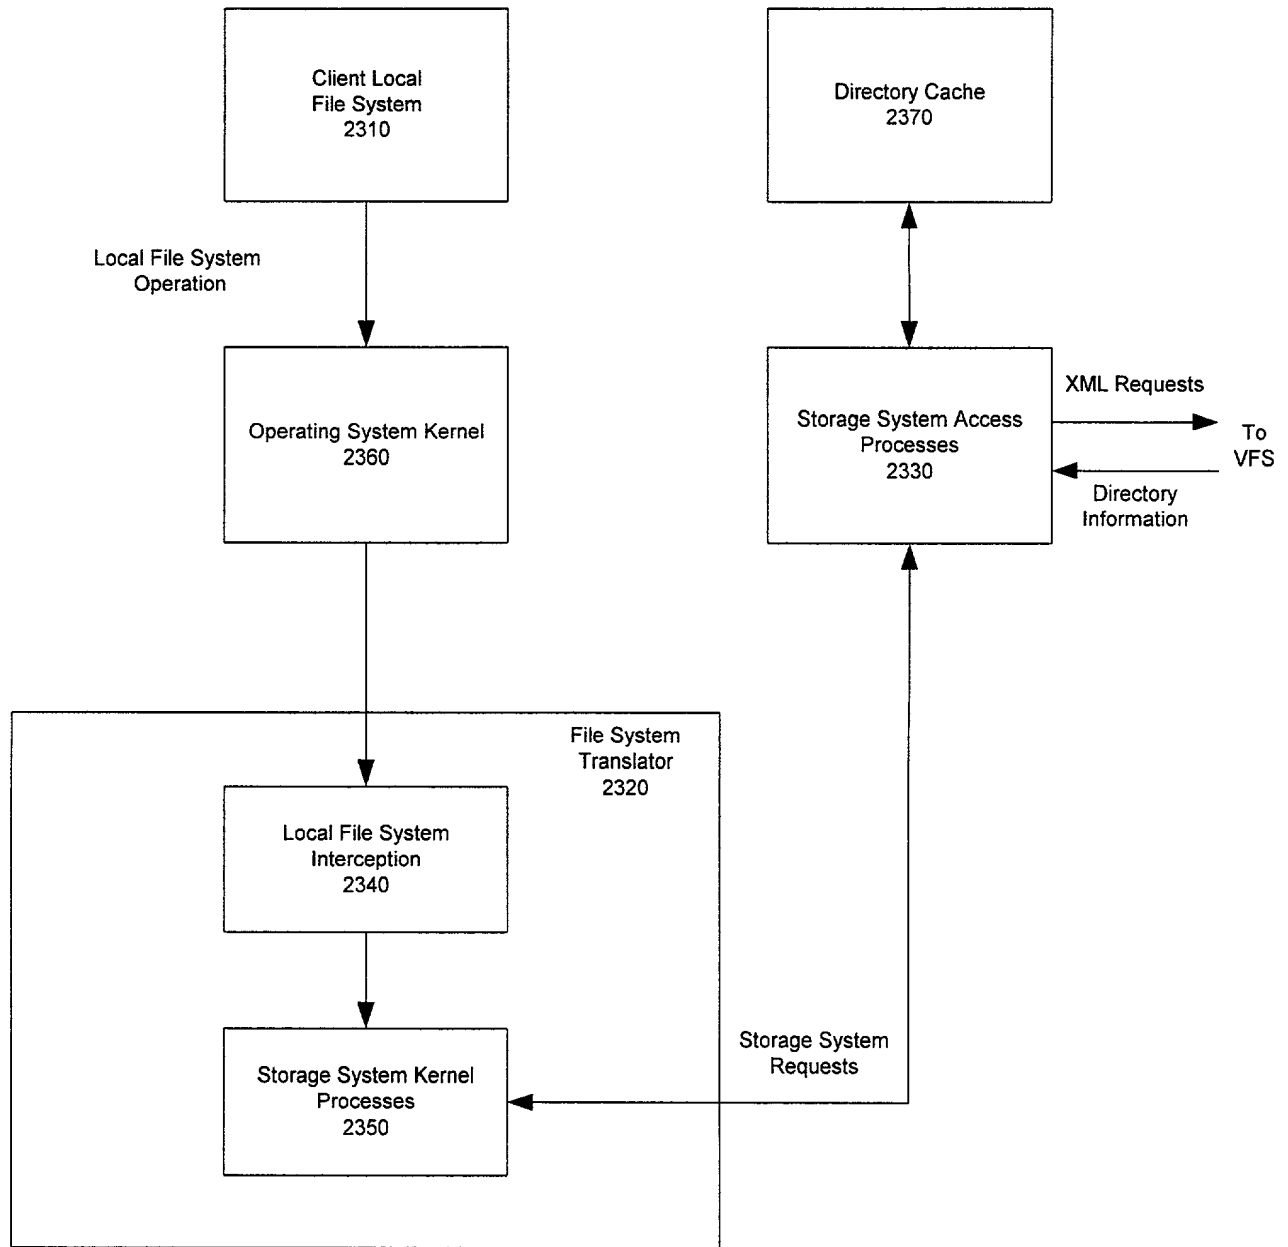 Client Local
File System
2310
Directory Cache
2370
Local File System
Operation
Operating System Kernel
2360
Storage System Access
Processes
2330
XML Requests
To
VFS
Directory
Information
File System
Translator
2320
Local File System
Interception
2340
Storage System Kernel
Processes
2350
Storage System
Requests